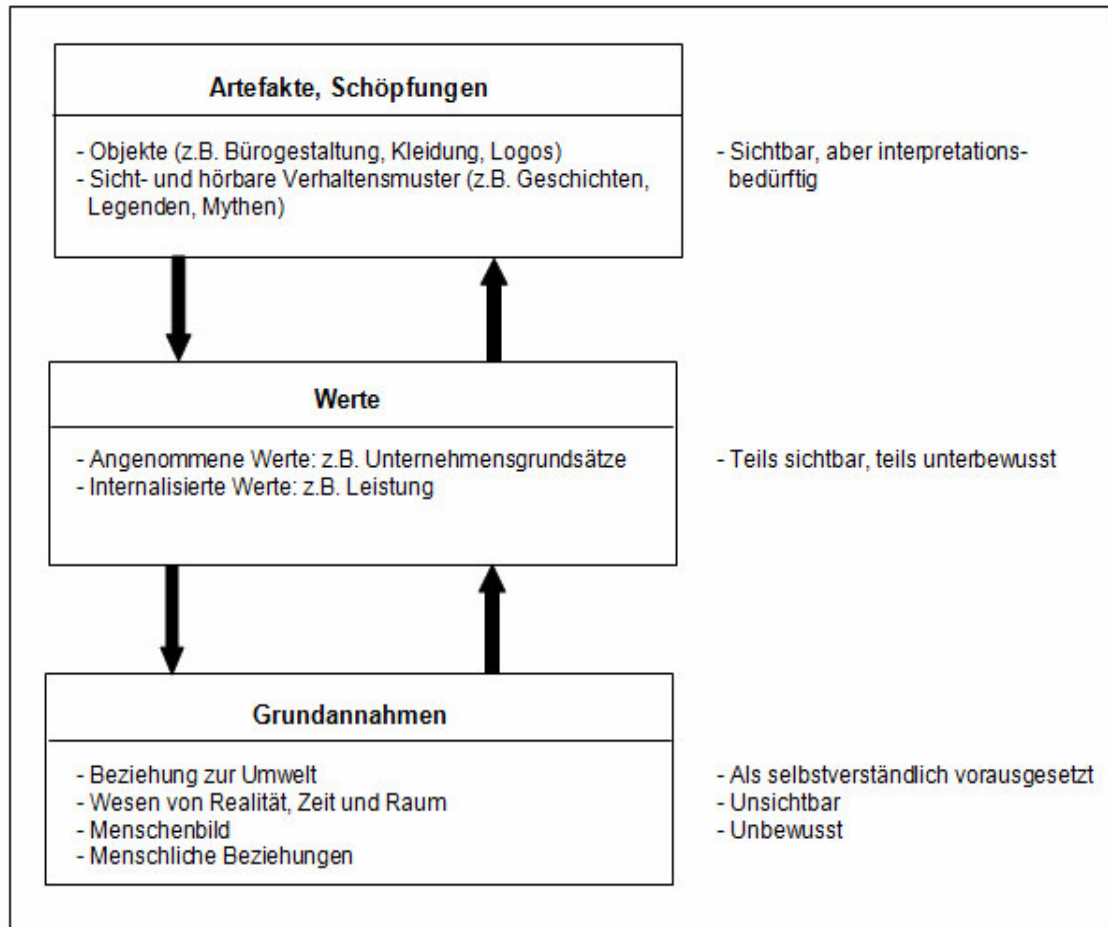 Artefakte, Schöpfungen
- Objekte (z.B. Bürogestaltung, Kleidung, Logos)
- Sicht- und hörbare Verhaltensmuster (z.B. Geschichten,
Legenden, Mythen)
- Sichtbar, aber interpretations-
bedürftig
Werte
- Angenommene Werte: z.B. Unternehmensgrundsätze
- Internalisierte Werte: z.B. Leistung
- Teils sichtbar, teils unterbewusst
Grundannahmen
- Beziehung zur Umwelt
- Wesen von Realität, Zeit und Raum
- Menschenbild
- Menschliche Beziehungen
- Als selbstverständlich vorausgesetzt
- Unsichtbar
- Unbewusst